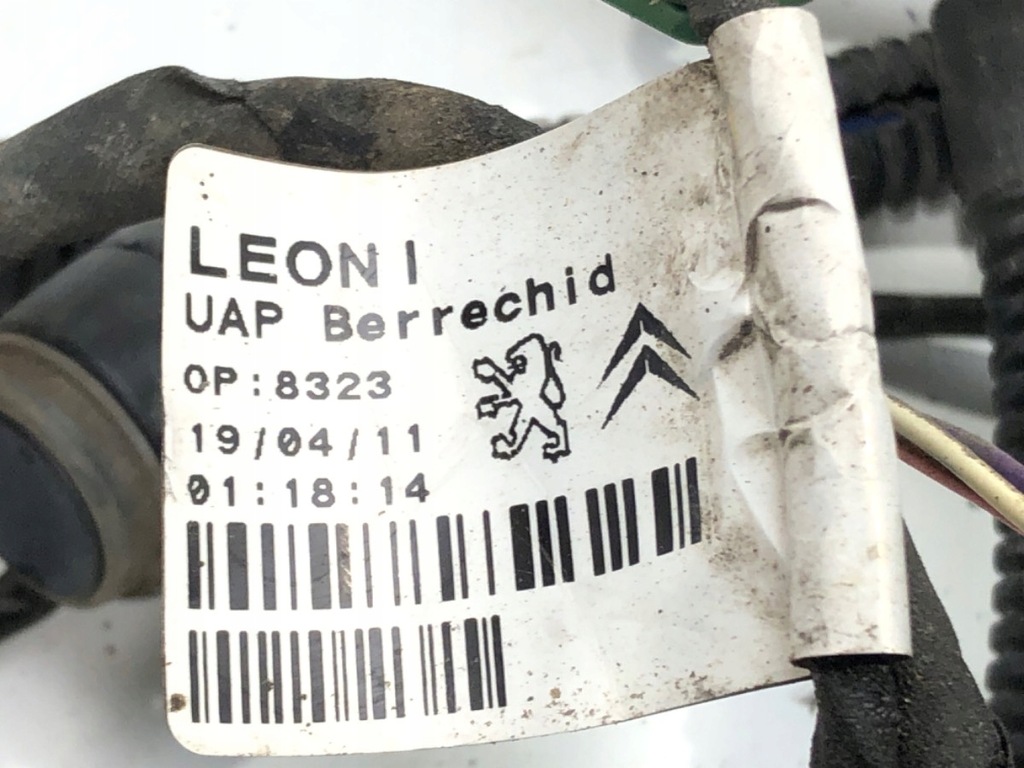 LEONI
UAP Berrechid
OP:8323
19/04/11
01:18:14